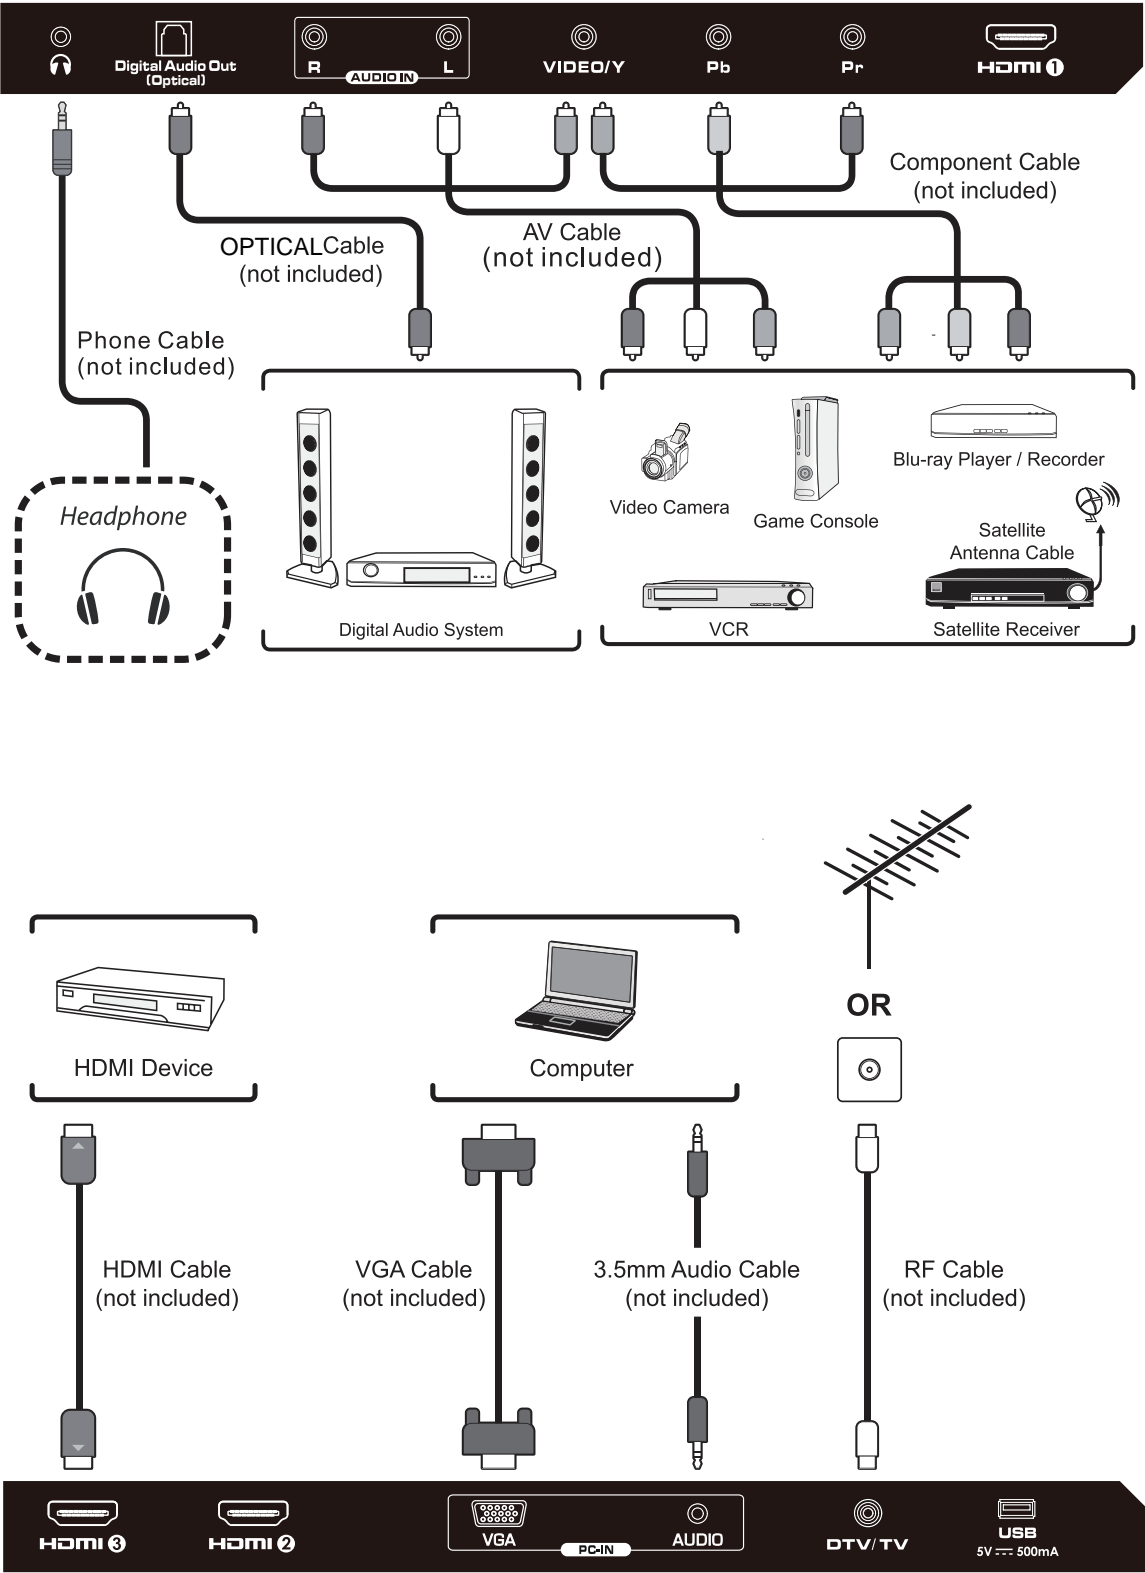 Digital Audio Out
(Optical)
R
AUDIO IN
L
VIDEO/Y
Pb
Pr
HDMI 1
Component Cable
(not included)
AV Cable
(not included)
OPTICALCable
(not included)
Phone Cable
(not included)
Headphone
Digital Audio System
Video Camera
Game Console
Blu-ray Player / Recorder
Satellite
Antenna Cable
VCR
Satellite Receiver
HDMI Device
Computer
OR
HDMI Cable
(not included)
VGA Cable
(not included)
3.5mm Audio Cable
(not included)
RF Cable
(not included)
HDMI 3
HDMI 2
VGA
PC-IN
AUDIO
DTV/TV
USB
5V ⎓ 500mA